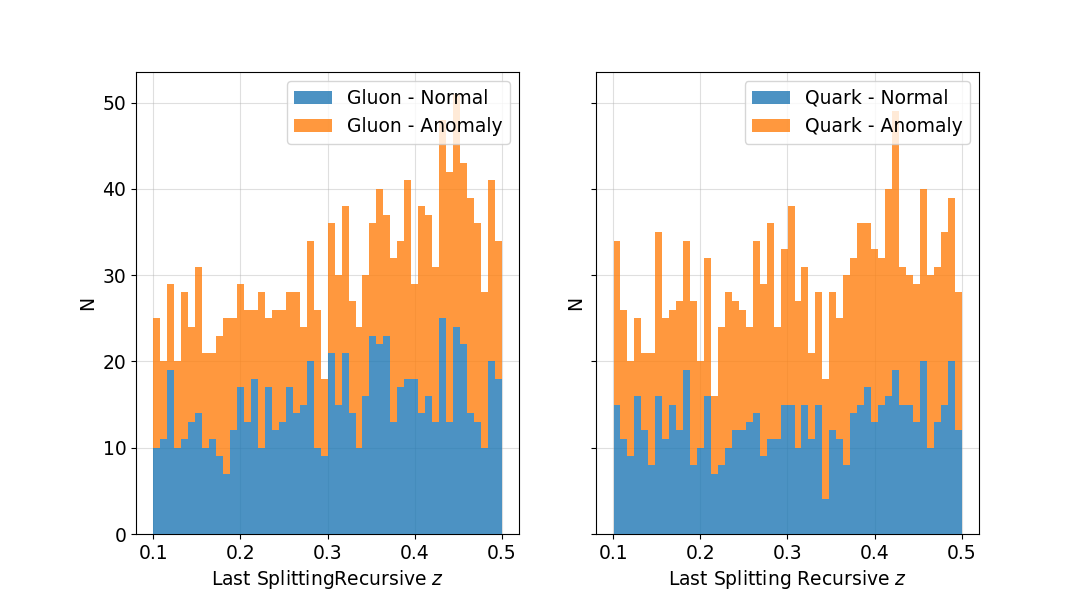 Gluon - Normal
Gluon - Anomaly
50
40
30
20
10
0
N
0.1 0.2 0.3 0.4 0.5
Last SplittingRecursive z
Quark - Normal
Quark - Anomaly
N
0.1 0.2 0.3 0.4 0.5
Last Splitting Recursive z